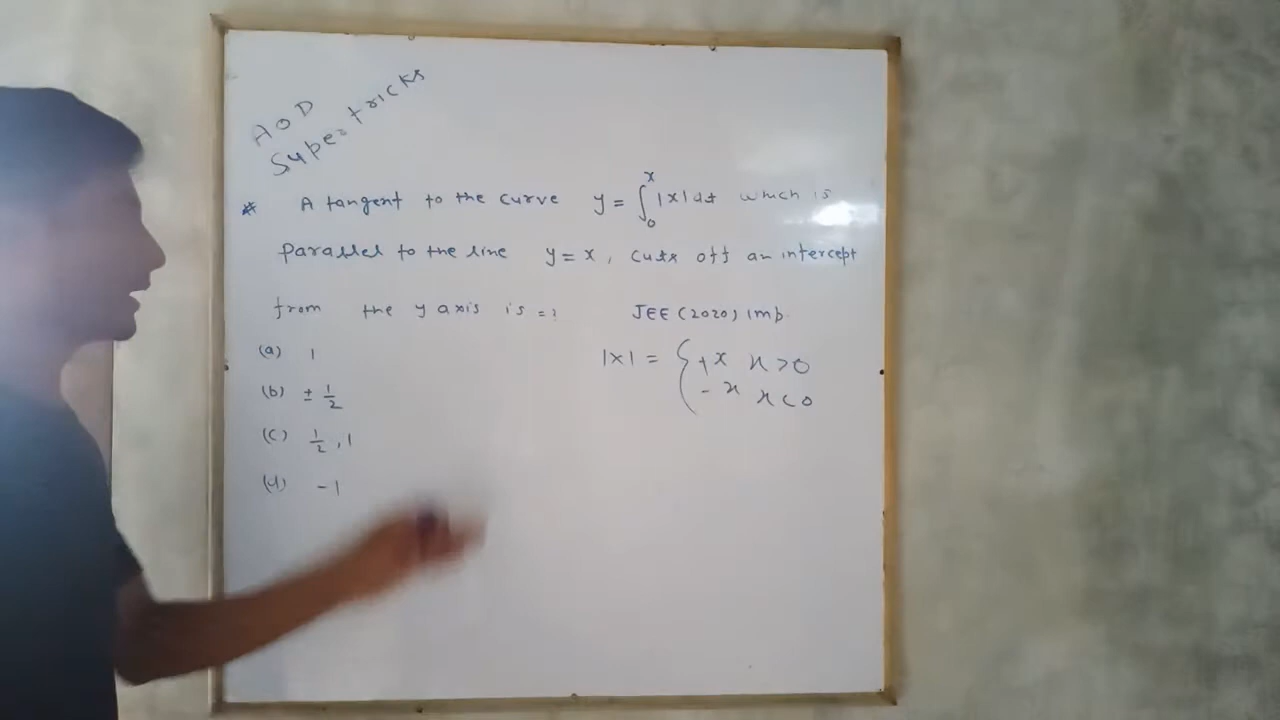 AOD
Super tricks
* A tangent to the curve y = ∫₀ˣ |x| dt which is
parallel to the line y = x, cuts off an intercept
from the y axis is = ? JEE (2020) imp.
(a) 1
(b) ± 1/2
(c) 1/2 , 1
(d) -1
|x| = { +x x > 0
- x x < 0